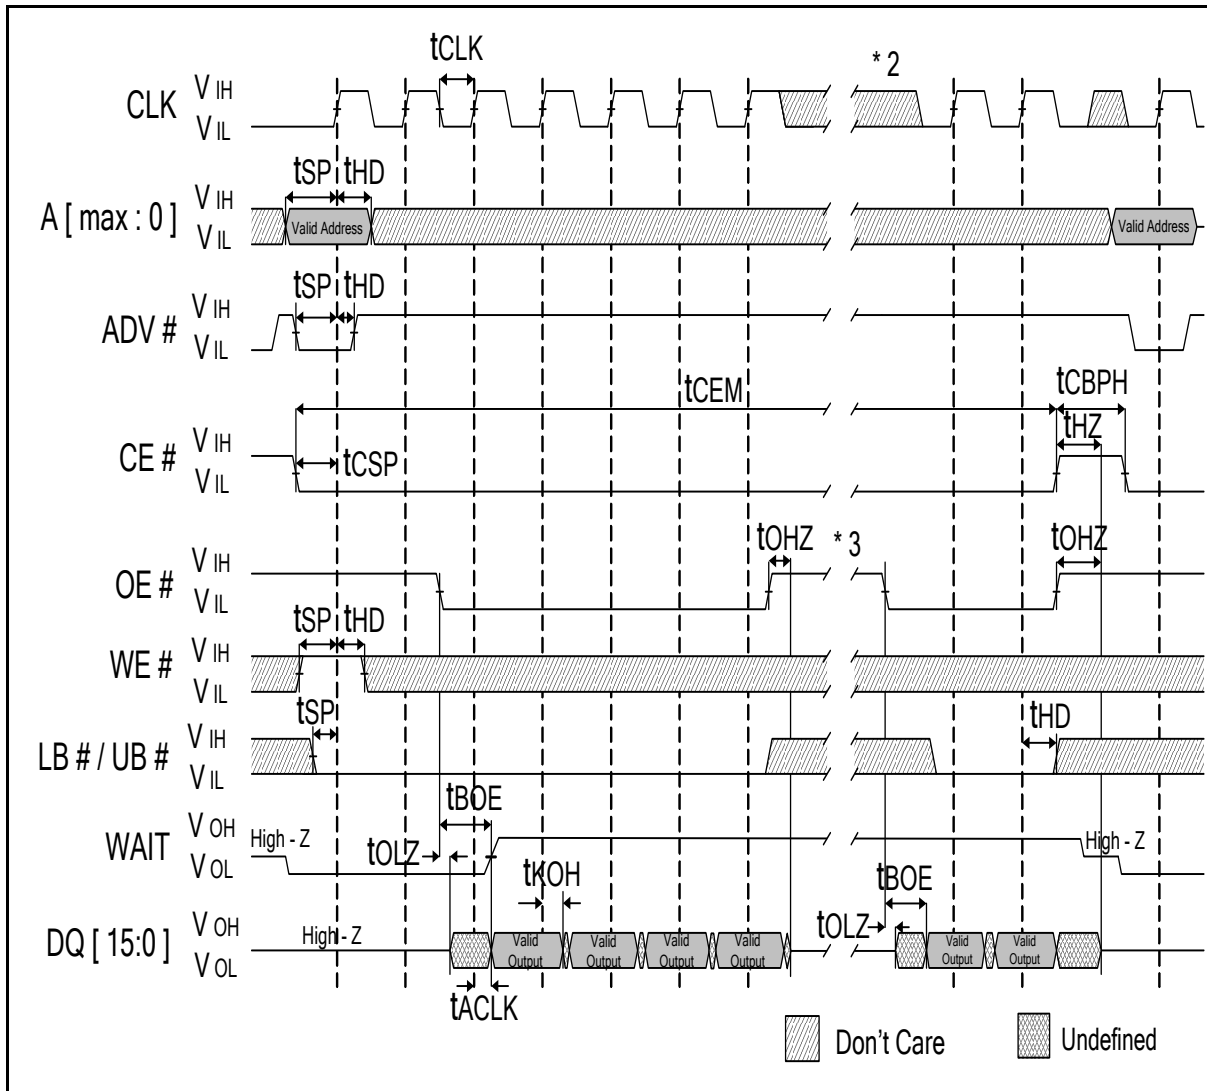 tCLK
* 2
CLK
V IH
V IL
tSP
tHD
A [ max : 0 ]
V IH
V IL
Valid Address
Valid Address
tSP
tHD
ADV #
V IH
V IL
tCEM
tCBPH
tHZ
CE #
V IH
V IL
tCSP
tOHZ
* 3
tOHZ
OE #
V IH
V IL
tSP
tHD
WE #
V IH
V IL
tSP
tHD
LB # / UB #
V IH
V IL
tBOE
WAIT
V OH
V OL
High - Z
High - Z
tOLZ
tKOH
tBOE
tOLZ
DQ [ 15:0 ]
V OH
V OL
High - Z
Valid
Output
Valid
Output
Valid
Output
Valid
Output
Valid
Output
Valid
Output
tACLK
Don't Care
Undefined